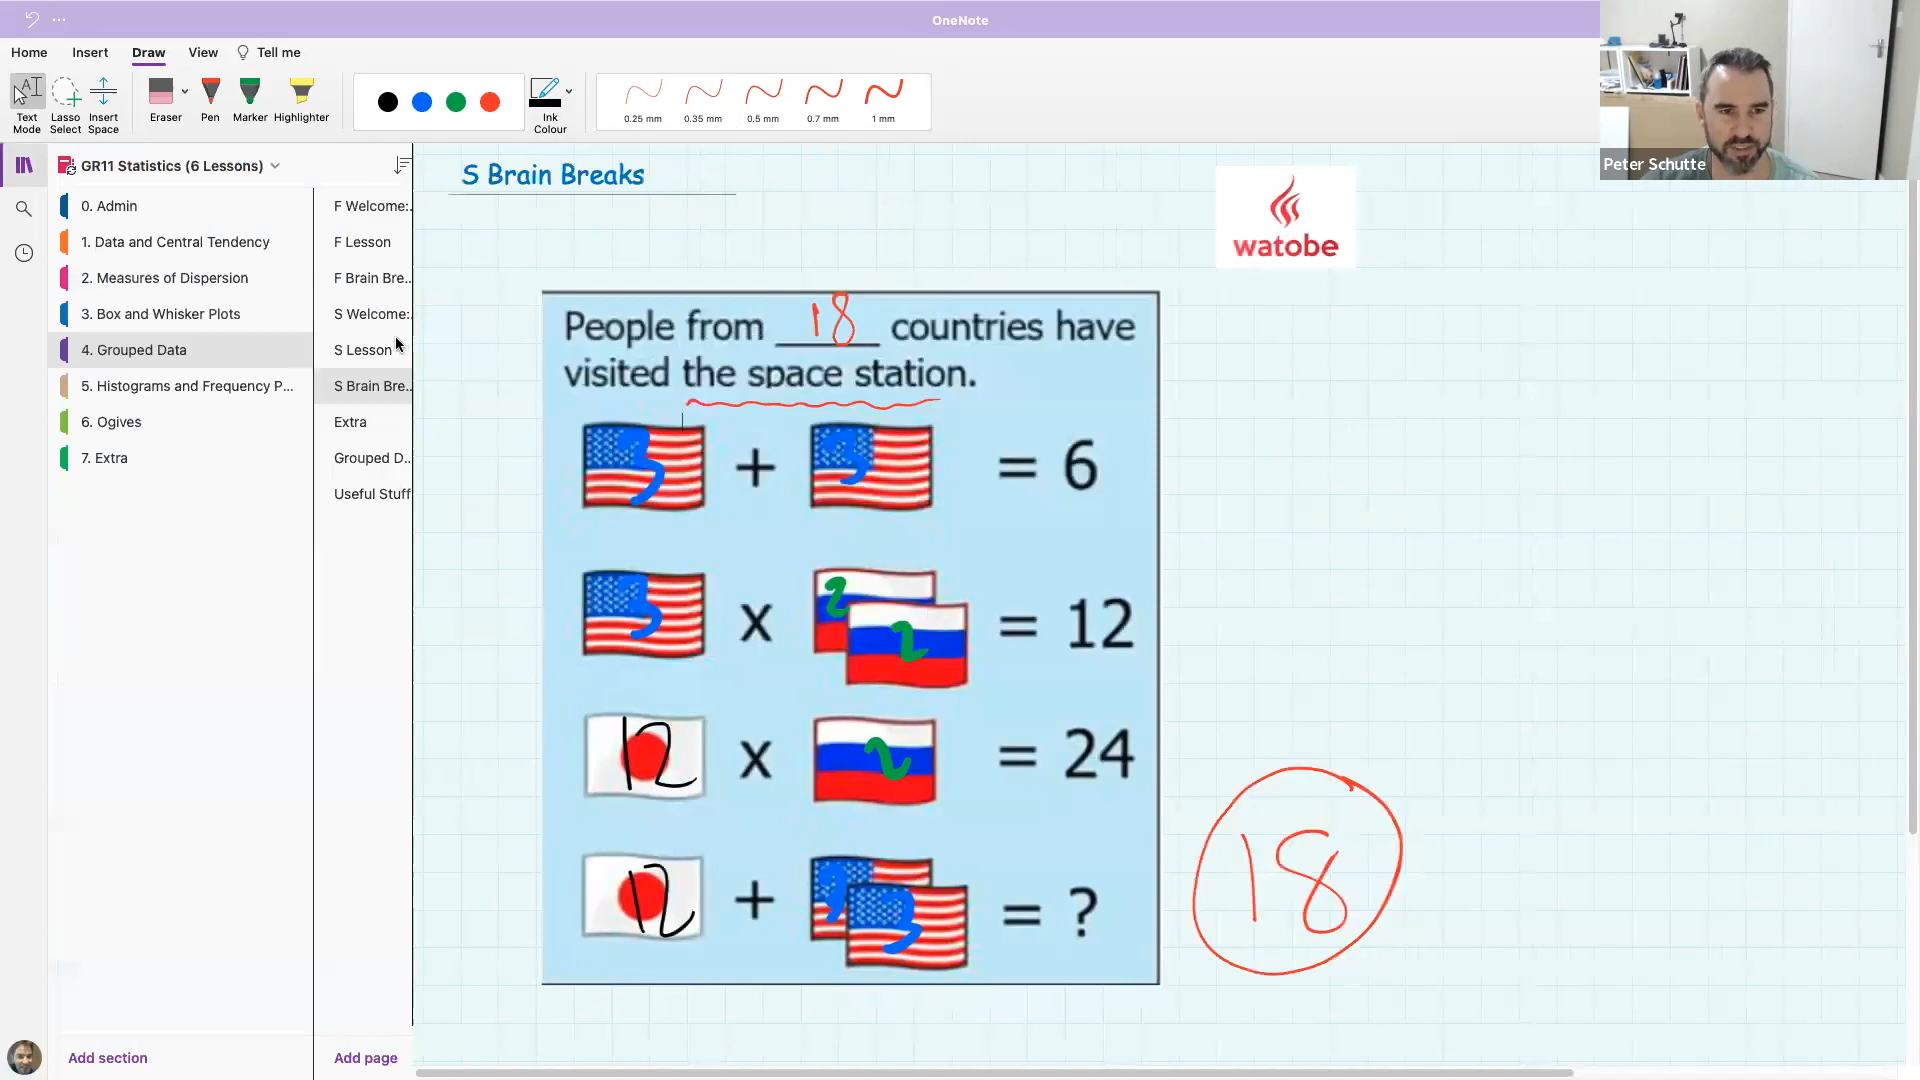 OneNote
Home Insert Draw View Tell me
Text Mode
Lasso Select
Insert Space
Eraser
Pen
Marker
Highlighter
Ink Colour
0.25 mm
0.35 mm
0.5 mm
0.7 mm
1 mm
Peter Schutte
GR11 Statistics (6 Lessons)
0. Admin
1. Data and Central Tendency
2. Measures of Dispersion
3. Box and Whisker Plots
4. Grouped Data
5. Histograms and Frequency P...
6. Ogives
7. Extra
F Welcome:.
F Lesson
F Brain Bre..
S Welcome:.
S Lesson
S Brain Bre..
Extra
Grouped D..
Useful Stuff
Add section
Add page
S Brain Breaks
watobe
People from 18 countries have
visited the space station.
3 + 3 = 6
3 x 2 2 = 12
12 x 2 = 24
12 + 3 3 = ?
18